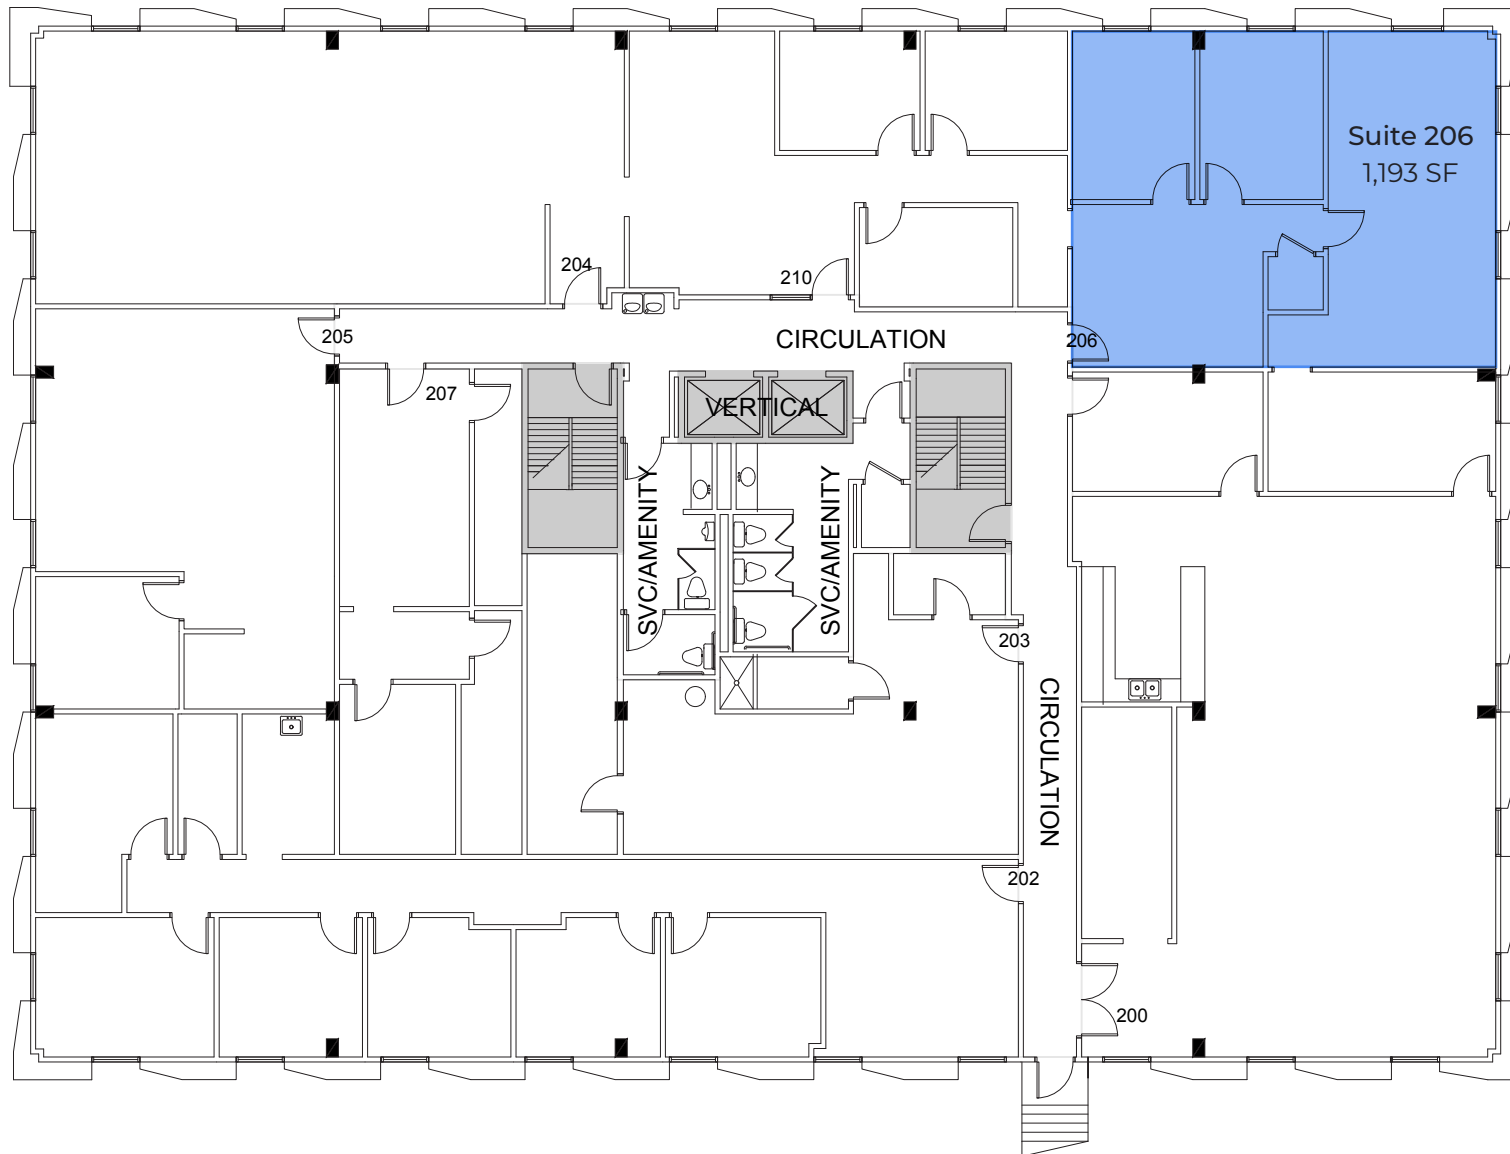 Suite 206
1,193 SF
204
210
205
CIRCULATION
206
207
VERTICAL
SVC/AMENITY
SVC/AMENITY
203
CIRCULATION
202
200